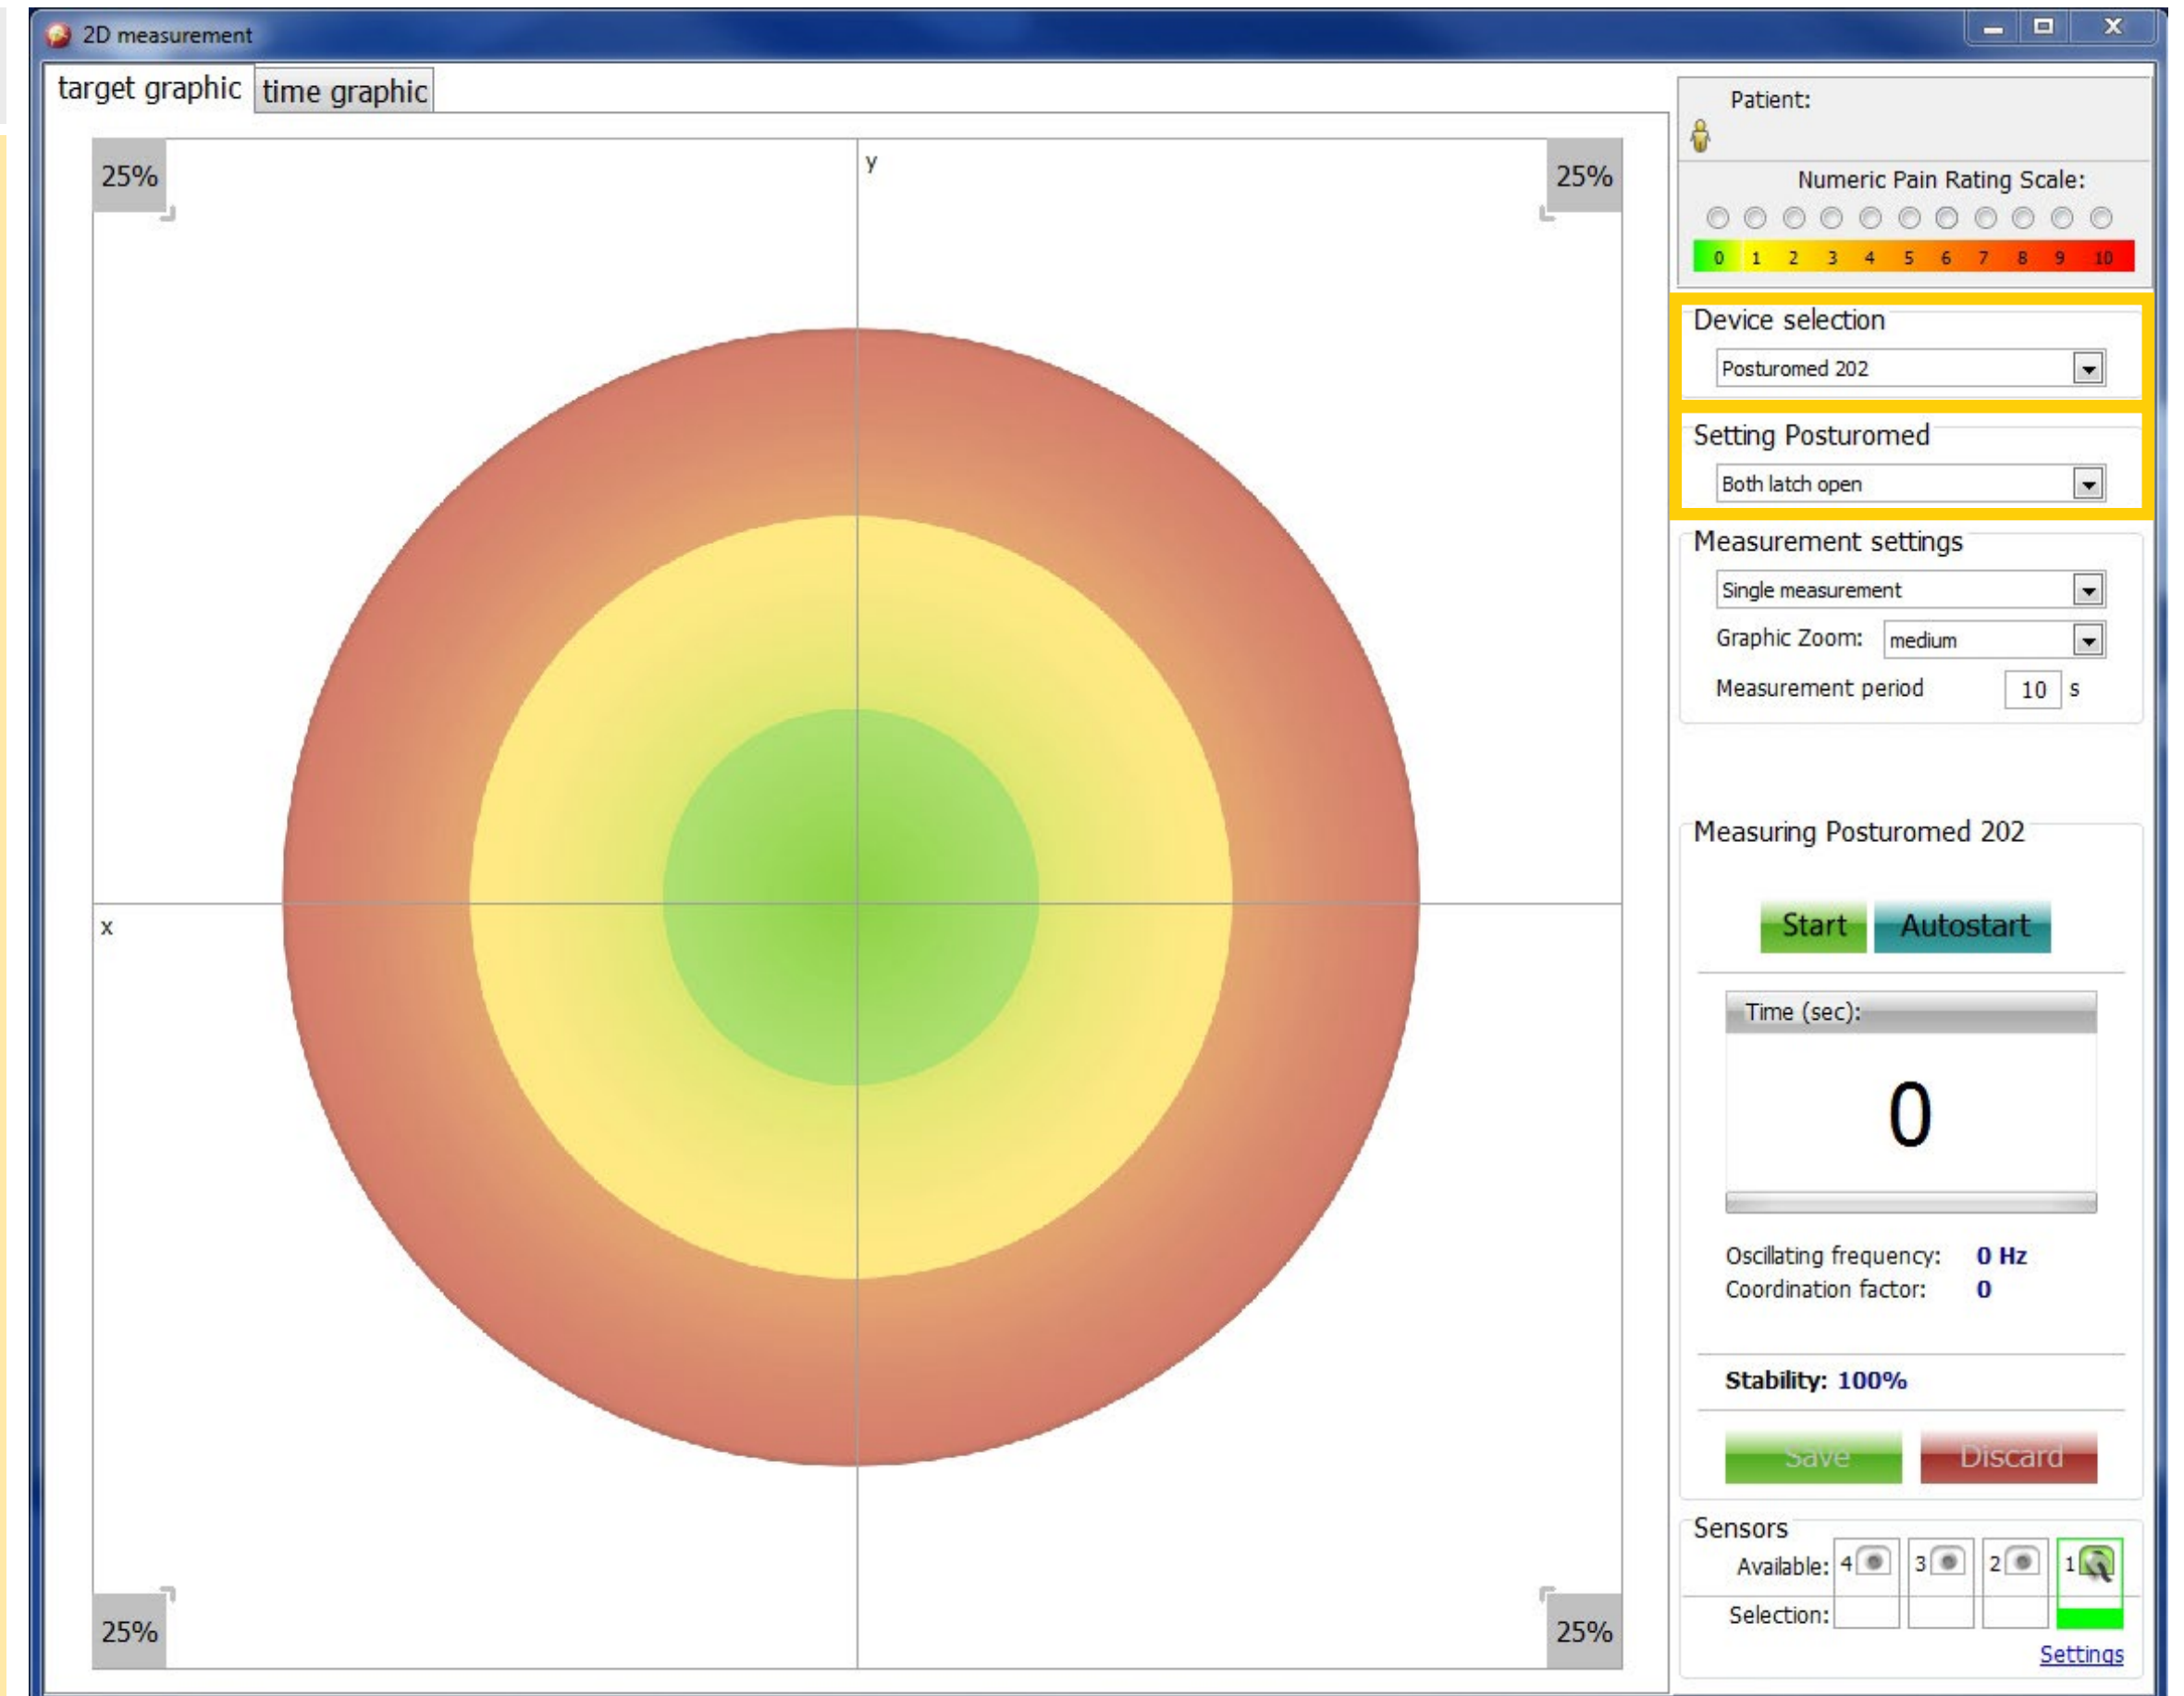 2D measurement
target graphic time graphic
25% y 25%
x
25% 25%
Patient:
Numeric Pain Rating Scale:
0 1 2 3 4 5 6 7 8 9 10
Device selection
Posturomed 202
Setting Posturomed
Both latch open
Measurement settings
Single measurement
Graphic Zoom: medium
Measurement period 10 s
Measuring Posturomed 202
Start Autostart
Time (sec):
0
Oscillating frequency: 0 Hz
Coordination factor: 0
Stability: 100%
Save Discard
Sensors
Available: 4 3 2 1
Selection:
Settings